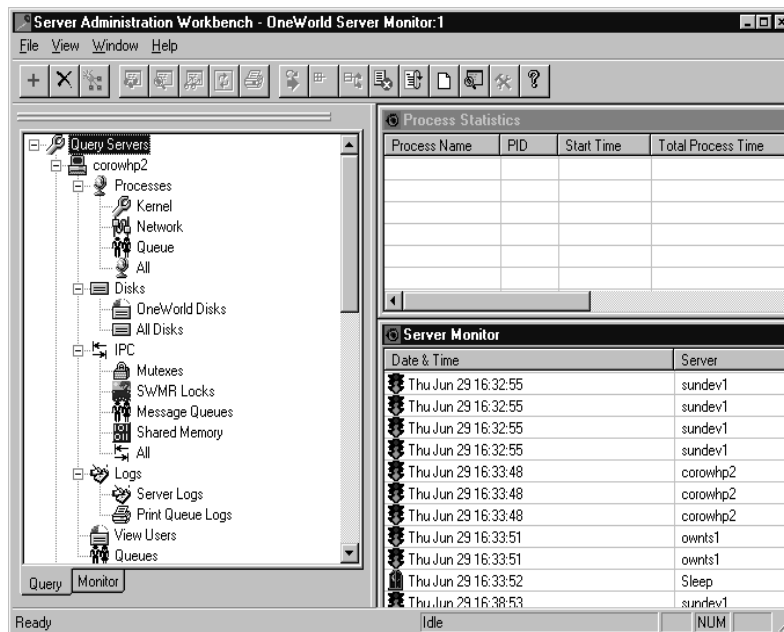 Server Administration Workbench - OneWorld Server Monitor:1
File View Window Help
Query Servers
corowhp2
Processes
Kernel
Network
Queue
All
Disks
OneWorld Disks
All Disks
IPC
Mutexes
SWMR Locks
Message Queues
Shared Memory
All
Logs
Server Logs
Print Queue Logs
View Users
Queues
Query Monitor
Process Statistics
Process Name PID Start Time Total Process Time
Server Monitor
Date & Time Server
Thu Jun 29 16:32:55 sundev1
Thu Jun 29 16:32:55 sundev1
Thu Jun 29 16:32:55 sundev1
Thu Jun 29 16:32:55 sundev1
Thu Jun 29 16:33:48 corowhp2
Thu Jun 29 16:33:48 corowhp2
Thu Jun 29 16:33:48 corowhp2
Thu Jun 29 16:33:51 ownts1
Thu Jun 29 16:33:51 ownts1
Thu Jun 29 16:33:52 Sleep
Thu Jun 29 16:38:53 sundev1
Ready Idle NUM